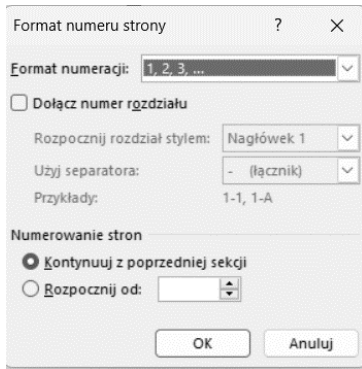 Format numeru strony ? ×
Format numeracji: 1, 2, 3, ...
Dołącz numer rozdziału
Rozpocznij rozdział stylem: Nagłówek 1
Użyj separatora: - (łącznik)
Przykłady: 1-1, 1-A
Numerowanie stron
Kontynuuj z poprzedniej sekcji
Rozpocznij od:
OK Anuluj